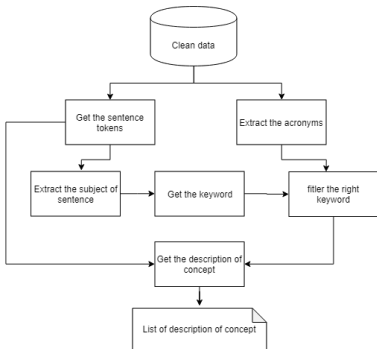 Clean data
Get the sentence
tokens
Extract the acronyms
Extract the subject of
sentence
Get the keyword
fitler the right
keyword
Get the description of
concept
List of description of concept